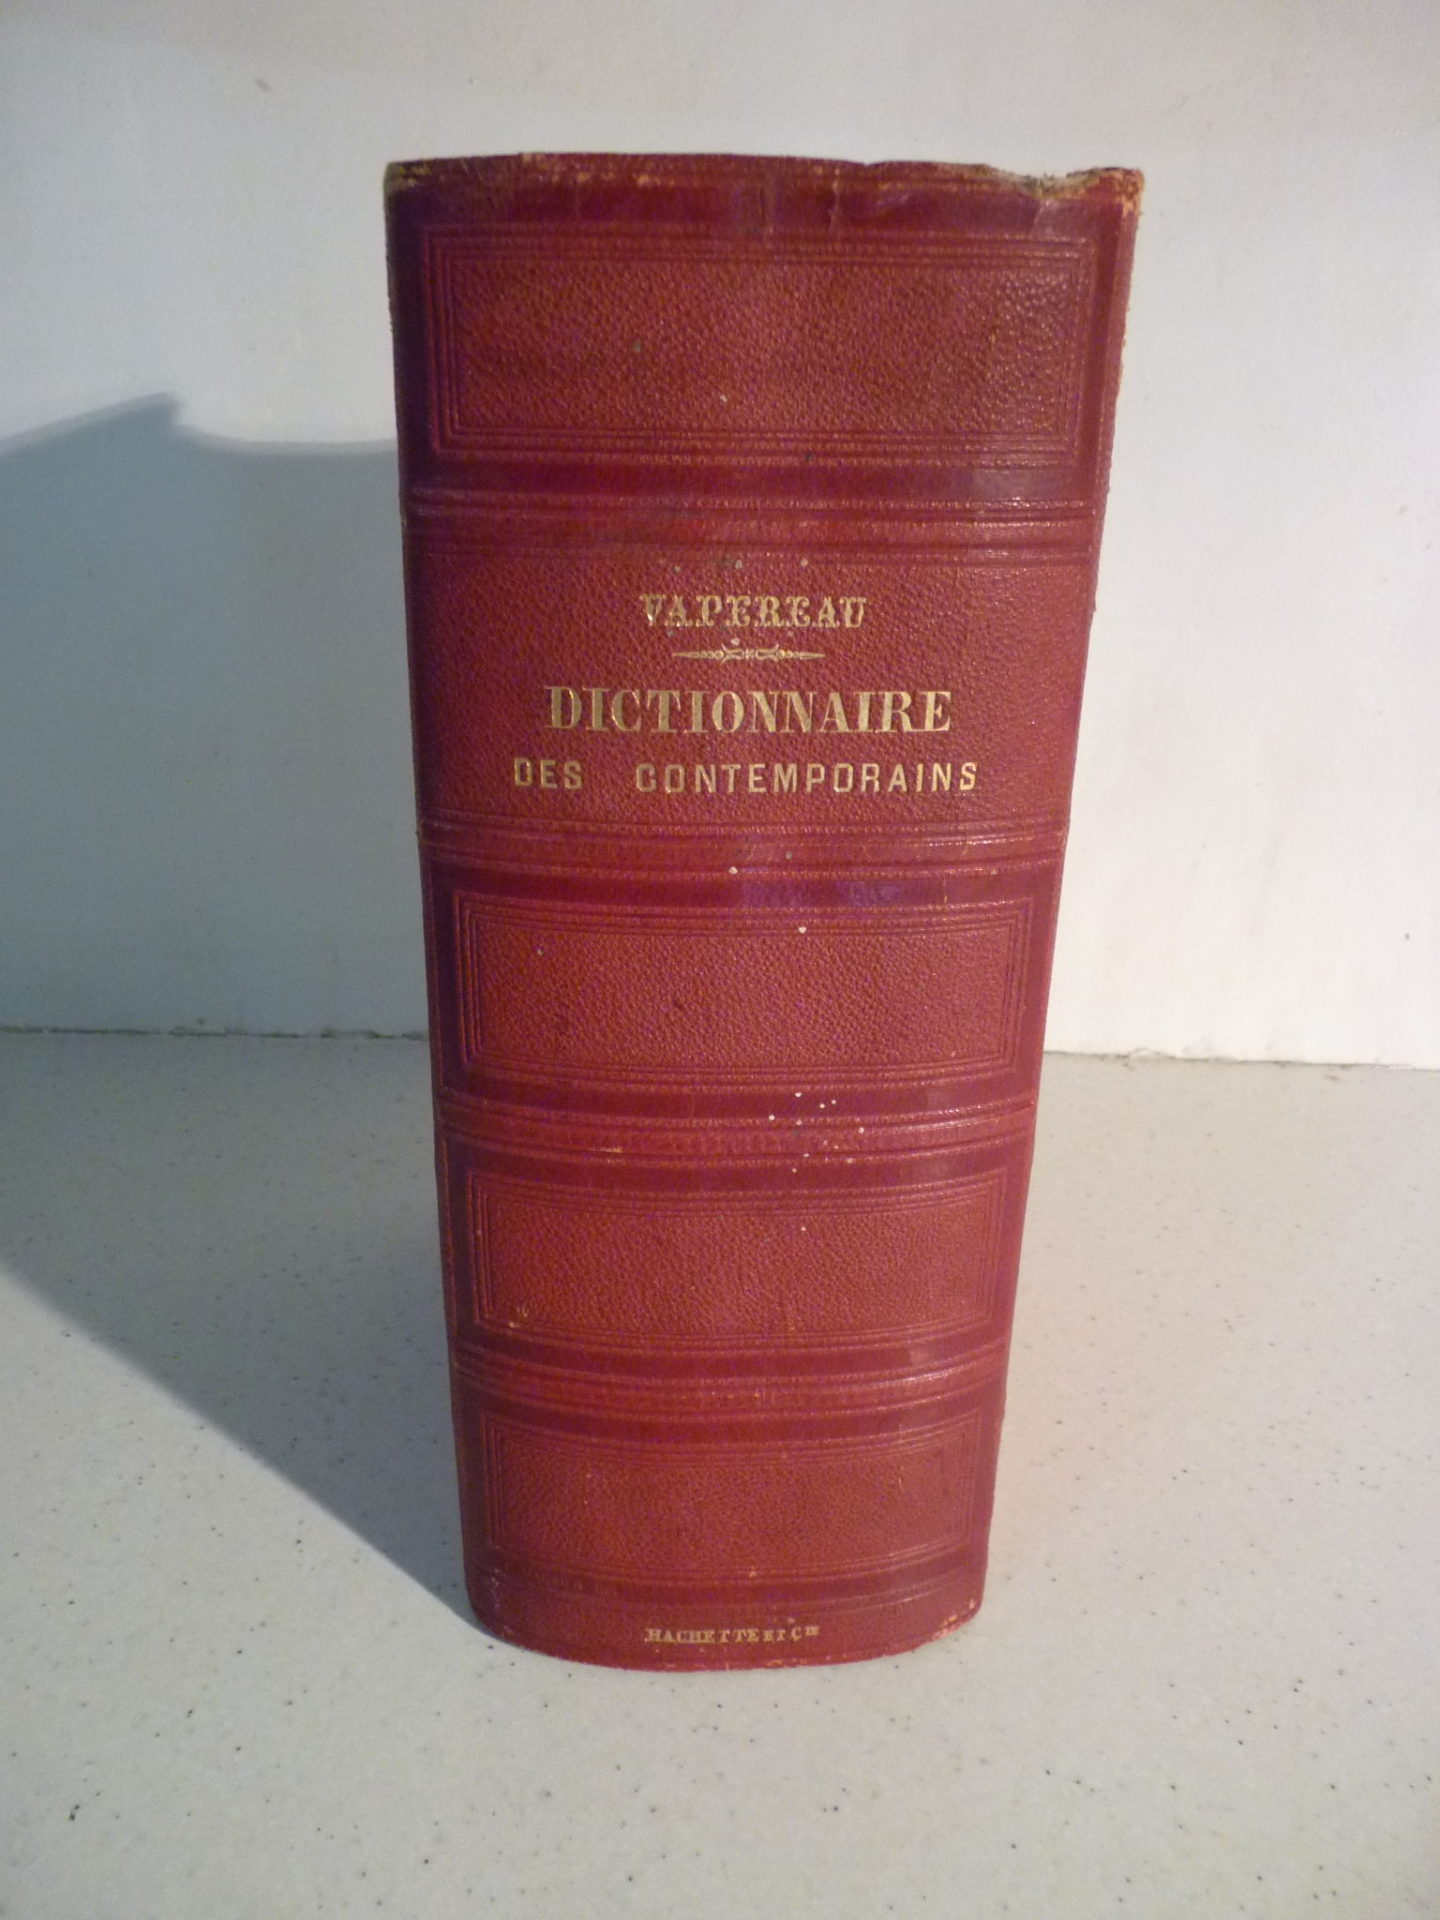 VAPEREAU
DICTIONNAIRE
DES CONTEMPORAINS
HACHETTE ET CIE